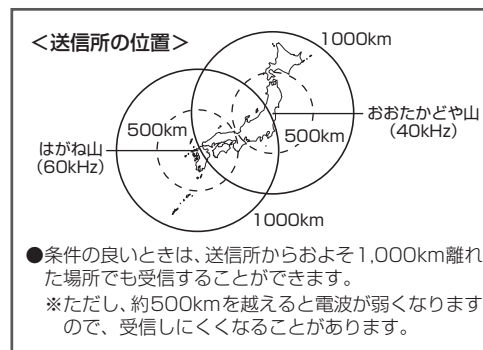 ＜送信所の位置＞
1000km
おおたかどや山
（40kHz）
500km
500km
はがね山
（60kHz）
1000km
●条件の良いときは、送信所からおよそ1,000km離れ
た場所でも受信することができます。
※ただし、約500kmを越えると電波が弱くなります
ので、受信しにくくなることがあります。